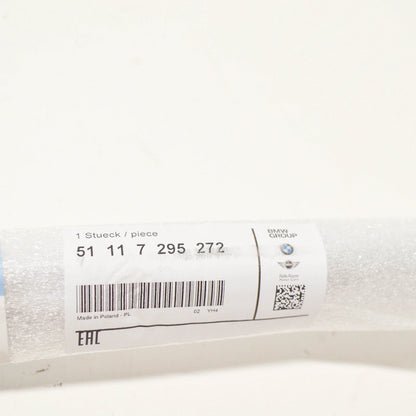 1 Stueck / piece
51 11 7 295 272
Made in Poland - PL
02
EAC
BMW
GROUP